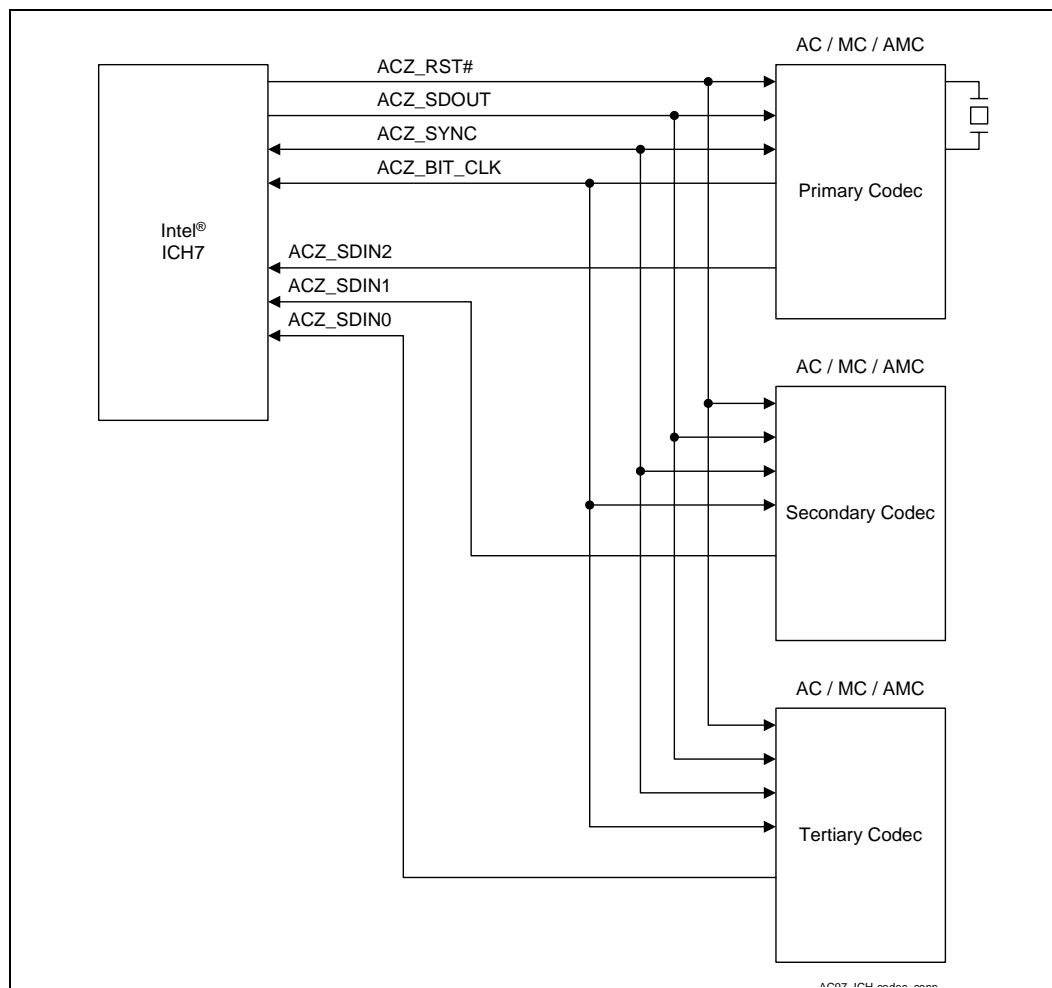 AC / MC / AMC
ACZ_RST#
ACZ_SDOUT
ACZ_SYNC
ACZ_BIT_CLK
Primary Codec
Intel®
ICH7
ACZ_SDIN2
ACZ_SDIN1
ACZ_SDIN0
AC / MC / AMC
Secondary Codec
AC / MC / AMC
Tertiary Codec